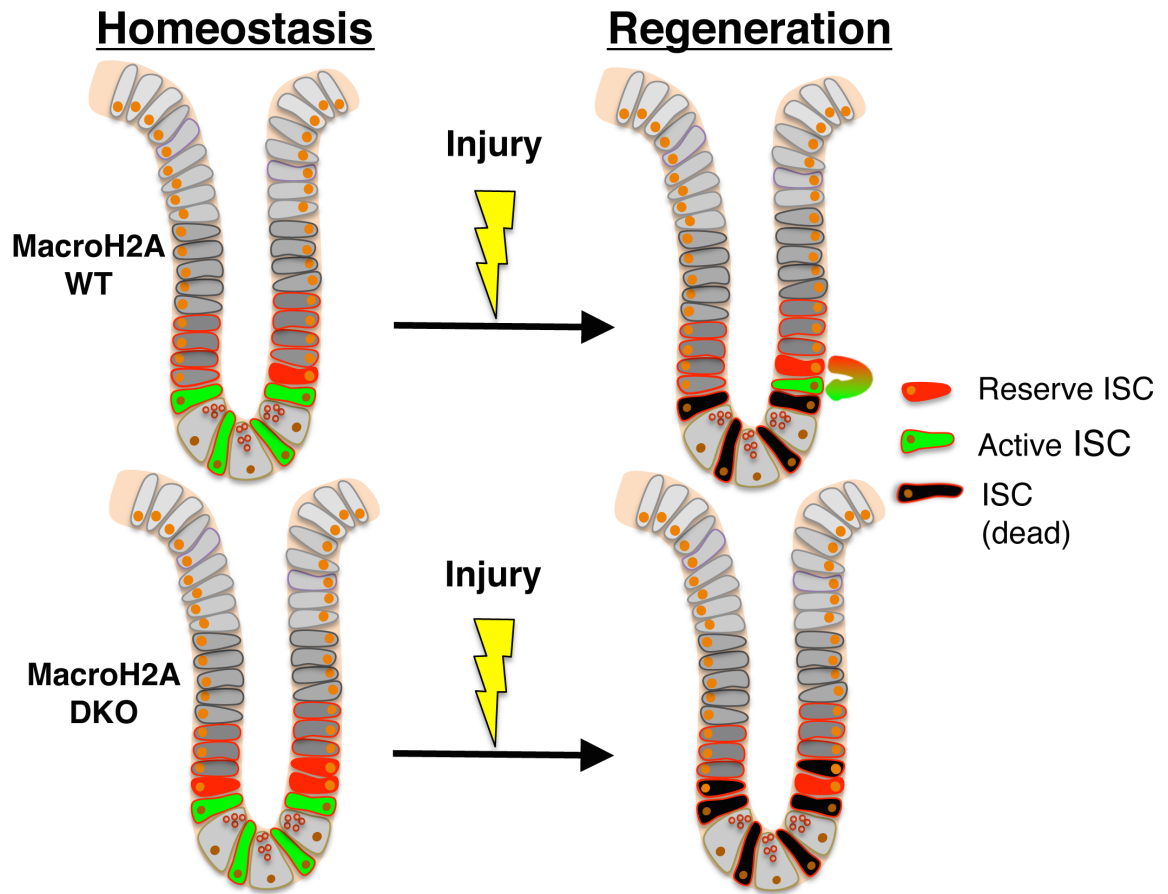 Homeostasis
Regeneration
Injury
MacroH2A
WT
Reserve ISC
Active ISC
ISC
(dead)
Injury
MacroH2A
DKO